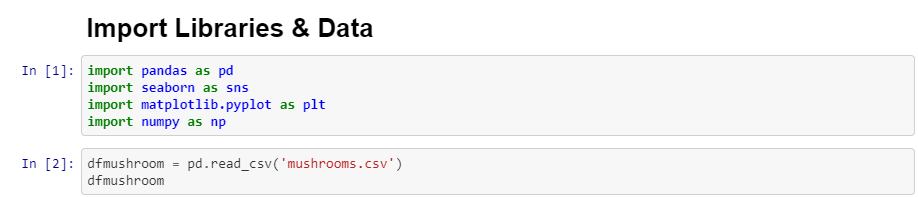 Import Libraries & Data
In [1]: import pandas as pd
import seaborn as sns
import matplotlib.pyplot as plt
import numpy as np
In [2]: dfmushroom = pd.read_csv('mushrooms.csv')
dfmushroom